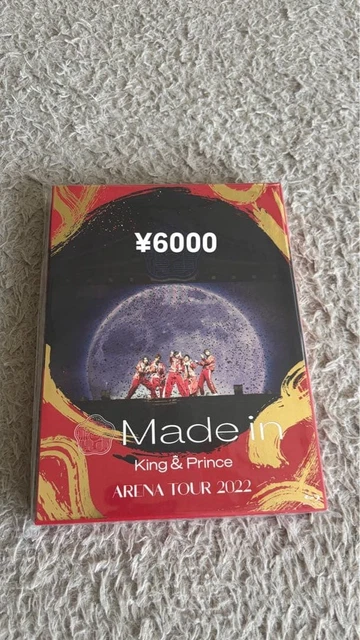 ¥6000
Made in
King & Prince
ARENA TOUR 2022